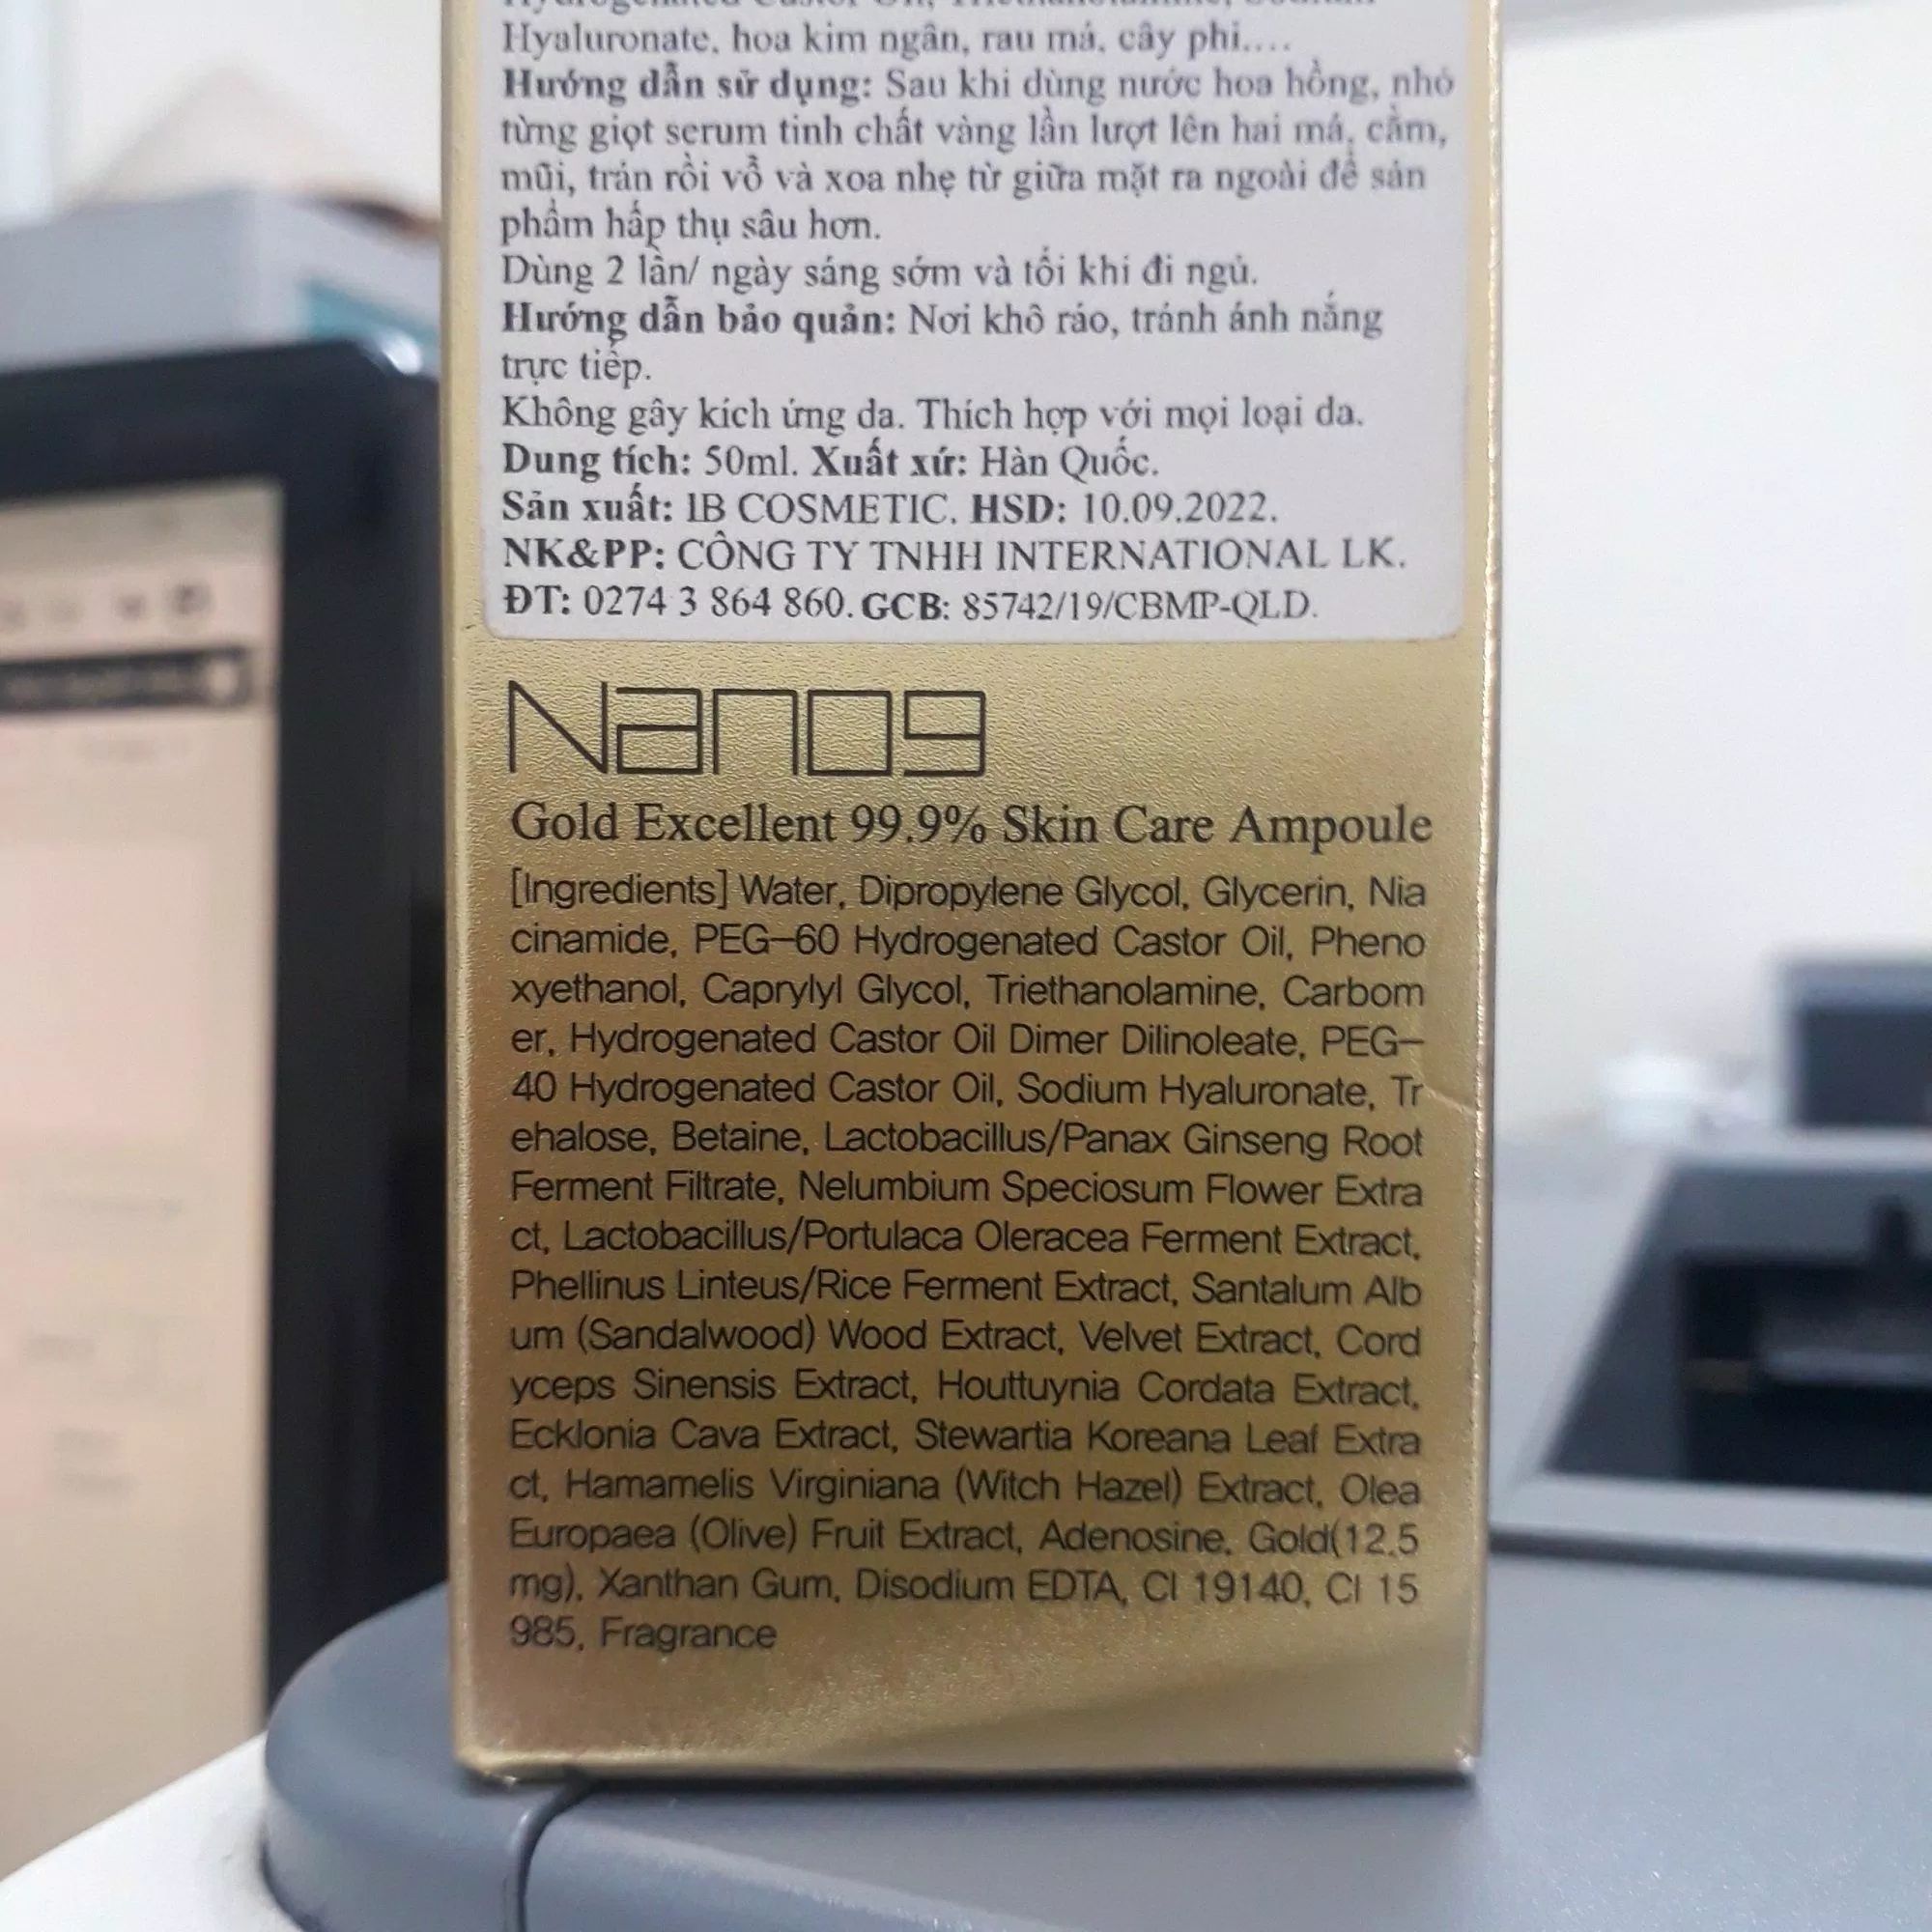 Hyaluronate, hoa kim ngân, rau má, cây phỉ....
Hướng dẫn sử dụng: Sau khi dùng nước hoa hồng, nhỏ
từng giọt serum tinh chất vàng lần lượt lên hai má, cằm,
mũi, trán rồi vỗ và xoa nhẹ từ giữa mặt ra ngoài để sản
phẩm hấp thụ sâu hơn.
Dùng 2 lần/ ngày sáng sớm và tối khi đi ngủ.
Hướng dẫn bảo quản: Nơi khô ráo, tránh ánh nắng
trực tiếp.
Không gây kích ứng da. Thích hợp với mọi loại da.
Dung tích: 50ml. Xuất xứ: Hàn Quốc.
Sản xuất: 1B COSMETIC. HSD: 10.09.2022.
NK&PP: CÔNG TY TNHH INTERNATIONAL LK.
ĐT: 0274 3 864 860. GCB: 85742/19/CBMP-QLD.
Nano9
Gold Excellent 99.9% Skin Care Ampoule
[Ingredients] Water, Dipropylene Glycol, Glycerin, Nia
cinamide, PEG-60 Hydrogenated Castor Oil, Pheno
xyethanol, Caprylyl Glycol, Triethanolamine, Carbom
er, Hydrogenated Castor Oil Dimer Dilinoleate, PEG-
40 Hydrogenated Castor Oil, Sodium Hyaluronate, Tr
ehalose, Betaine, Lactobacillus/Panax Ginseng Root
Ferment Filtrate, Nelumbium Speciosum Flower Extra
ct, Lactobacillus/Portulaca Oleracea Ferment Extract,
Phellinus Linteus/Rice Ferment Extract, Santalum Alb
um (Sandalwood) Wood Extract, Velvet Extract, Cord
yceps Sinensis Extract, Houttuynia Cordata Extract,
Ecklonia Cava Extract, Stewartia Koreana Leaf Extra
ct, Hamamelis Virginiana (Witch Hazel) Extract, Olea
Europaea (Olive) Fruit Extract, Adenosine, Gold(12.5
mg), Xanthan Gum, Disodium EDTA, CI 19140, CI 15
985, Fragrance